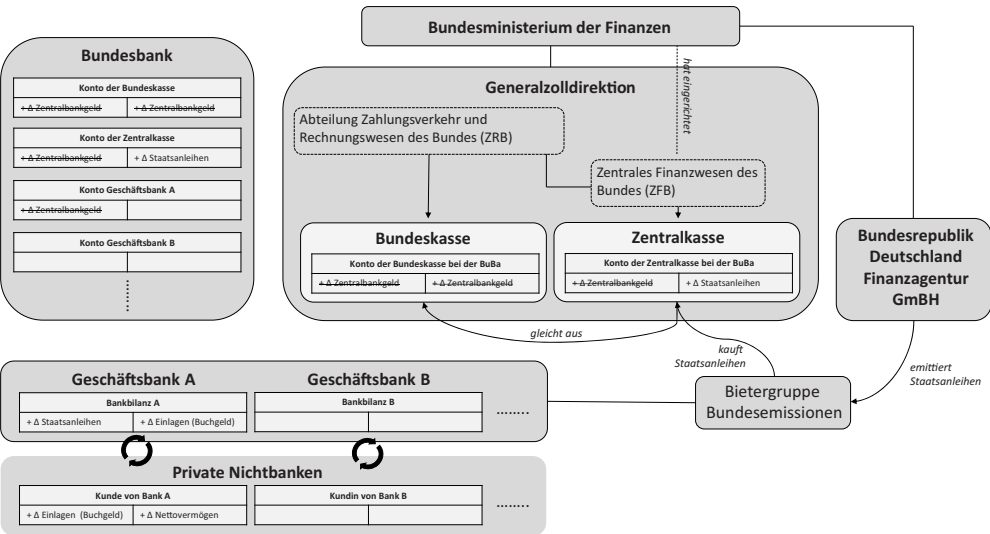 Bundesministerium der Finanzen
Bundesbank
Konto der Bundeskasse
+ Δ Zentralbankgeld + Δ Zentralbankgeld
Konto der Zentralkasse
+ Δ Zentralbankgeld + Δ Staatsanleihen
Konto Geschäftsbank A
+ Δ Zentralbankgeld
Konto Geschäftsbank B
Generalzolldirektion
hat eingerichtet
Abteilung Zahlungsverkehr und
Rechnungswesen des Bundes (ZRB)
Zentrales Finanzwesen des
Bundes (ZFB)
Bundeskasse
Konto der Bundeskasse bei der BuBa
+ Δ Zentralbankgeld + Δ Zentralbankgeld
Zentralkasse
Konto der Zentralkasse bei der BuBa
+ Δ Zentralbankgeld + Δ Staatsanleihen
Bundesrepublik
Deutschland
Finanzagentur
GmBH
gleicht aus
kauft
Staatsanleihen
emittiert
Staatsanleihen
Bietergruppe
Bundesemissionen
Geschäftsbank A
Bankbilanz A
+ Δ Staatsanleihen + Δ Einlagen (Buchgeld)
Geschäftsbank B
Bankbilanz B
........
Private Nichtbanken
Kunde von Bank A
+ Δ Einlagen (Buchgeld) + Δ Nettovermögen
Kundin von Bank B
........